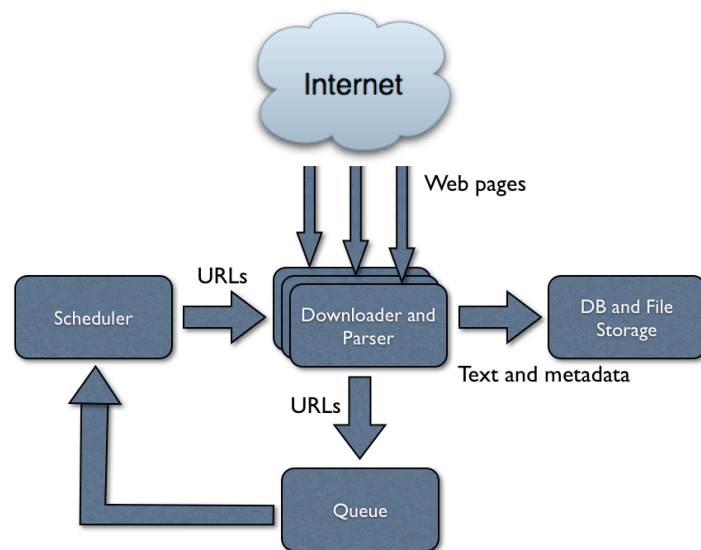 Internet
Web pages
URLs
Scheduler
Downloader and
Parser
DB and File
Storage
Text and metadata
URLs
Queue